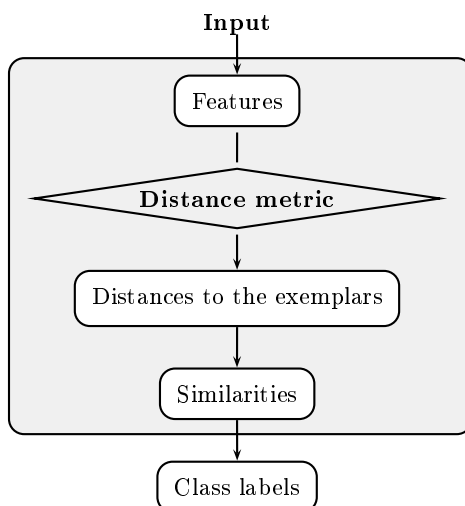 Input
Features
Distance metric
Distances to the exemplars
Similarities
Class labels